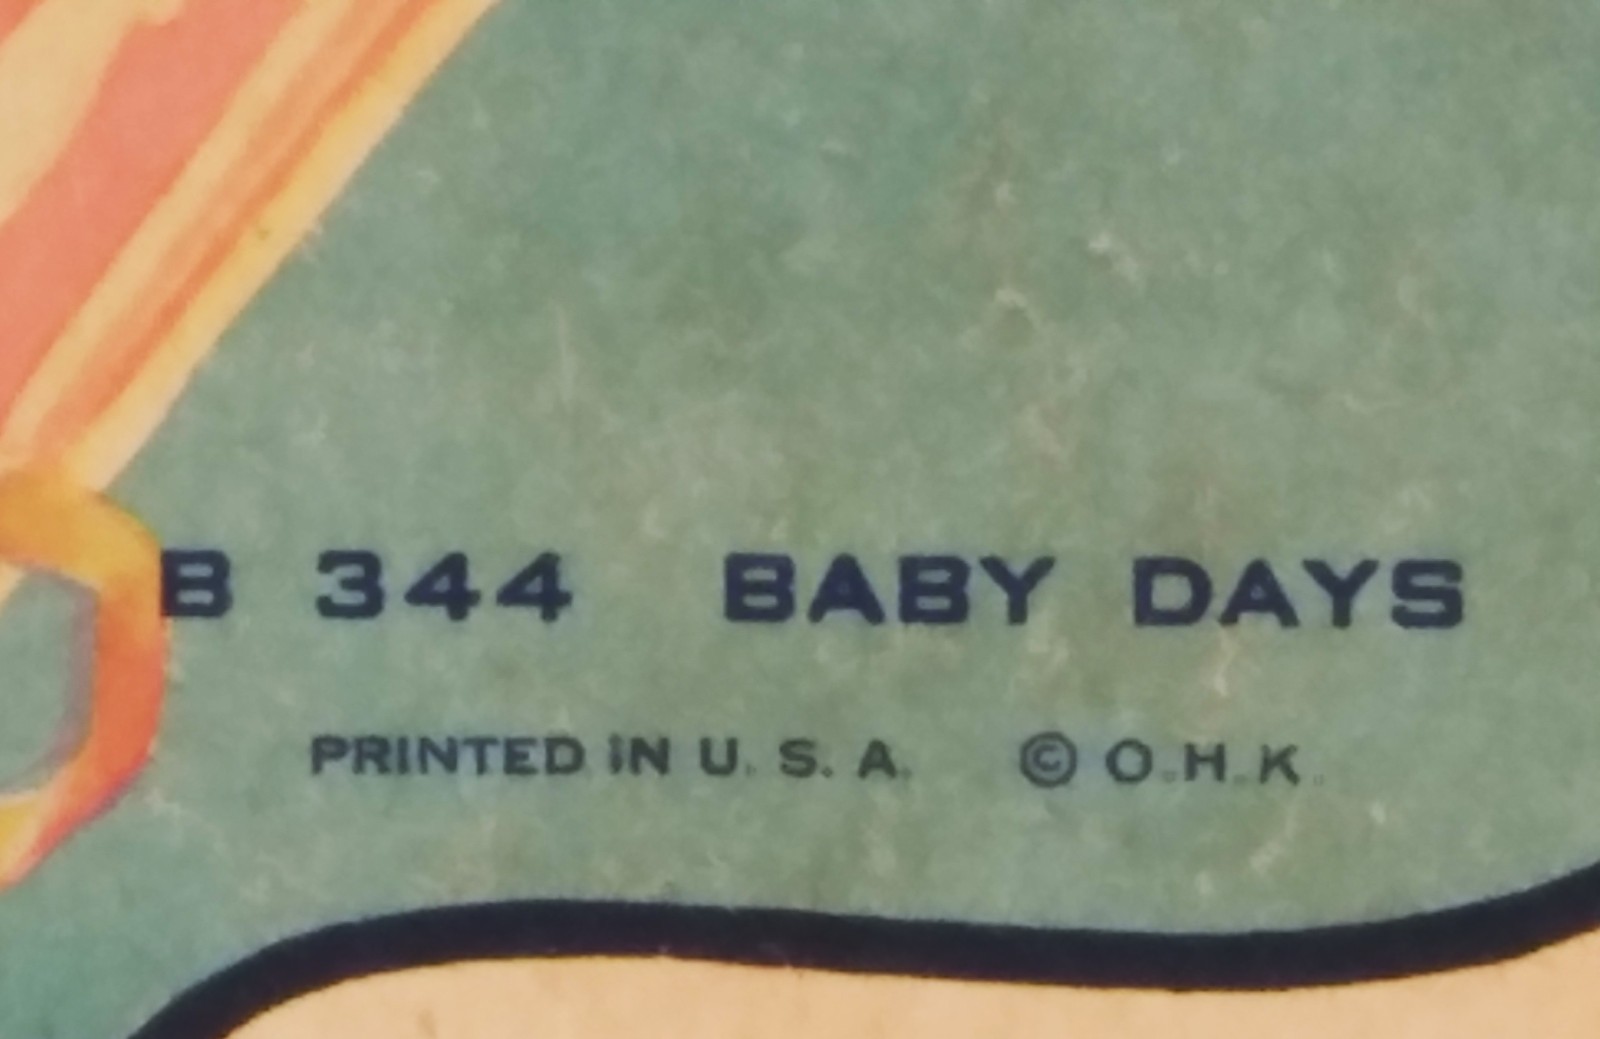 B 344 BABY DAYS
PRINTED IN U. S. A. © O. H. K.